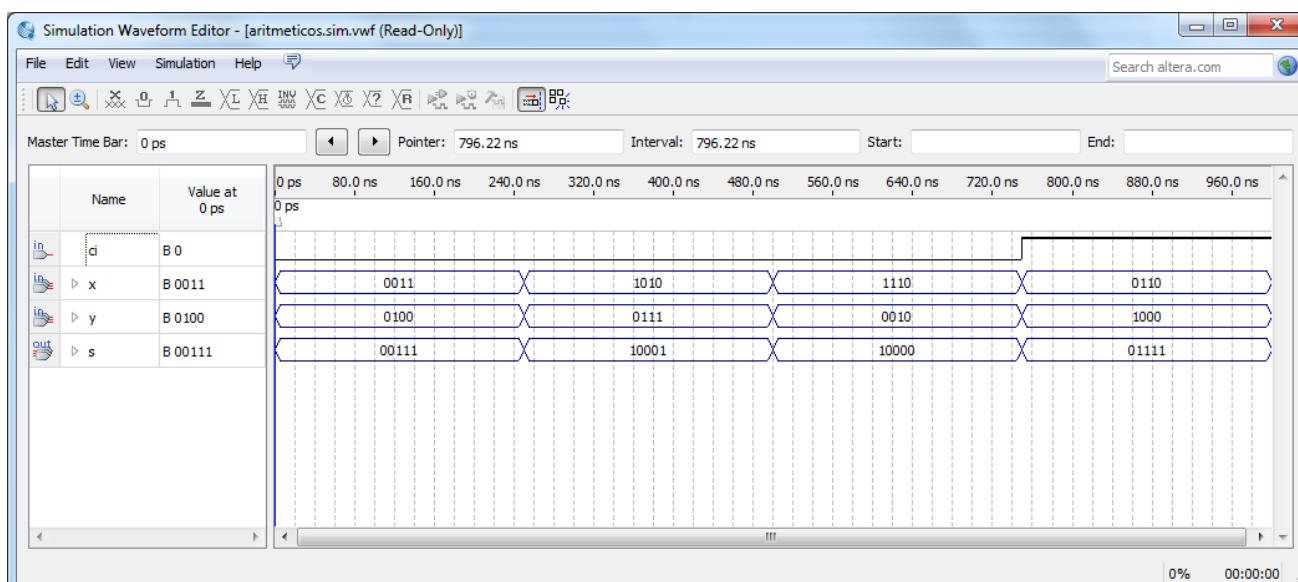 Simulation Waveform Editor - [aritmeticos.sim.vwf (Read-Only)]
File Edit View Simulation Help
Search altera.com
Master Time Bar: 0 ps Pointer: 796.22 ns Interval: 796.22 ns Start: End:
Name Value at 0 ps
0 ps 80.0 ns 160.0 ns 240.0 ns 320.0 ns 400.0 ns 480.0 ns 560.0 ns 640.0 ns 720.0 ns 800.0 ns 880.0 ns 960.0 ns
0 ps
in ci B 0
in x B 0011 0011 1010 1110 0110
in y B 0100 0100 0111 0010 1000
out s B 00111 00111 10001 10000 01111
0% 00:00:00